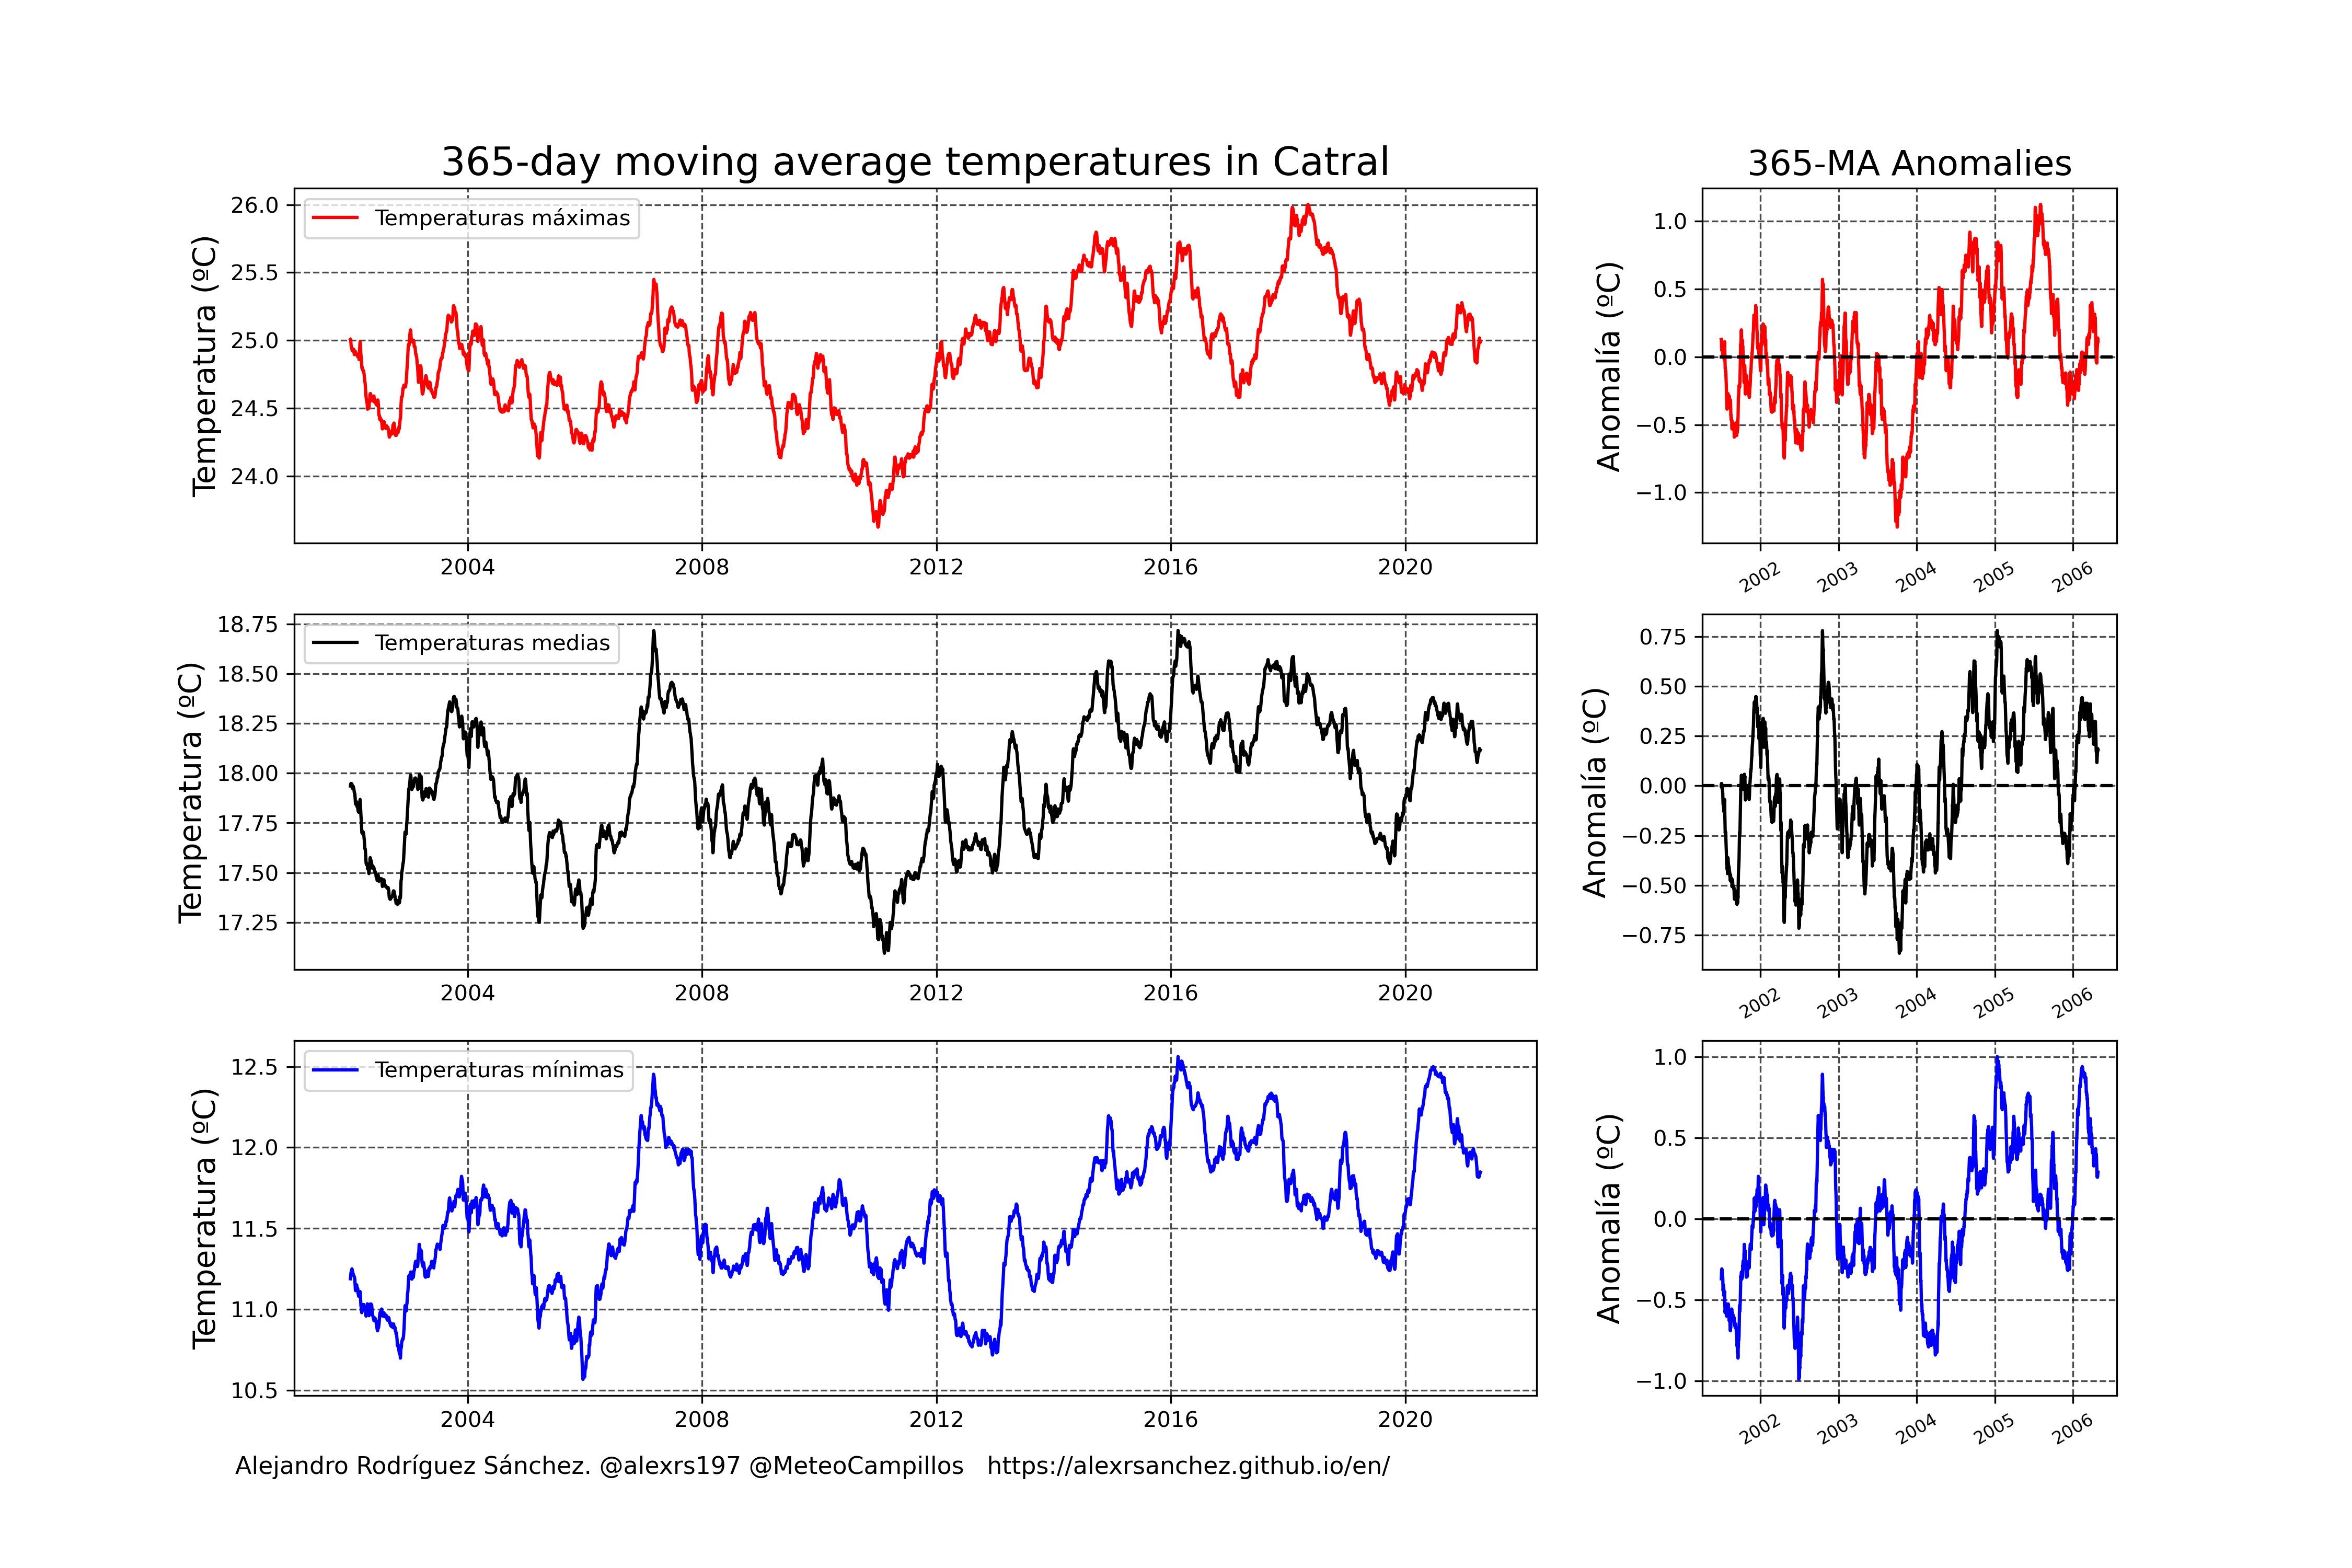 365-day moving average temperatures in Catral
Temperatura (ºC)
26.0
25.5
25.0
24.5
24.0
Temperaturas máximas
2004 2008 2012 2016 2020
365-MA Anomalies
Anomalía (ºC)
1.0
0.5
0.0
−0.5
−1.0
2002 2003 2004 2005 2006
Temperatura (ºC)
18.75
18.50
18.25
18.00
17.75
17.50
17.25
Temperaturas medias
2004 2008 2012 2016 2020
Anomalía (ºC)
0.75
0.50
0.25
0.00
−0.25
−0.50
−0.75
2002 2003 2004 2005 2006
Temperatura (ºC)
12.5
12.0
11.5
11.0
10.5
Temperaturas mínimas
2004 2008 2012 2016 2020
Anomalía (ºC)
1.0
0.5
0.0
−0.5
−1.0
2002 2003 2004 2005 2006
Alejandro Rodríguez Sánchez. @alexrs197 @MeteoCampillos https://alexrsanchez.github.io/en/